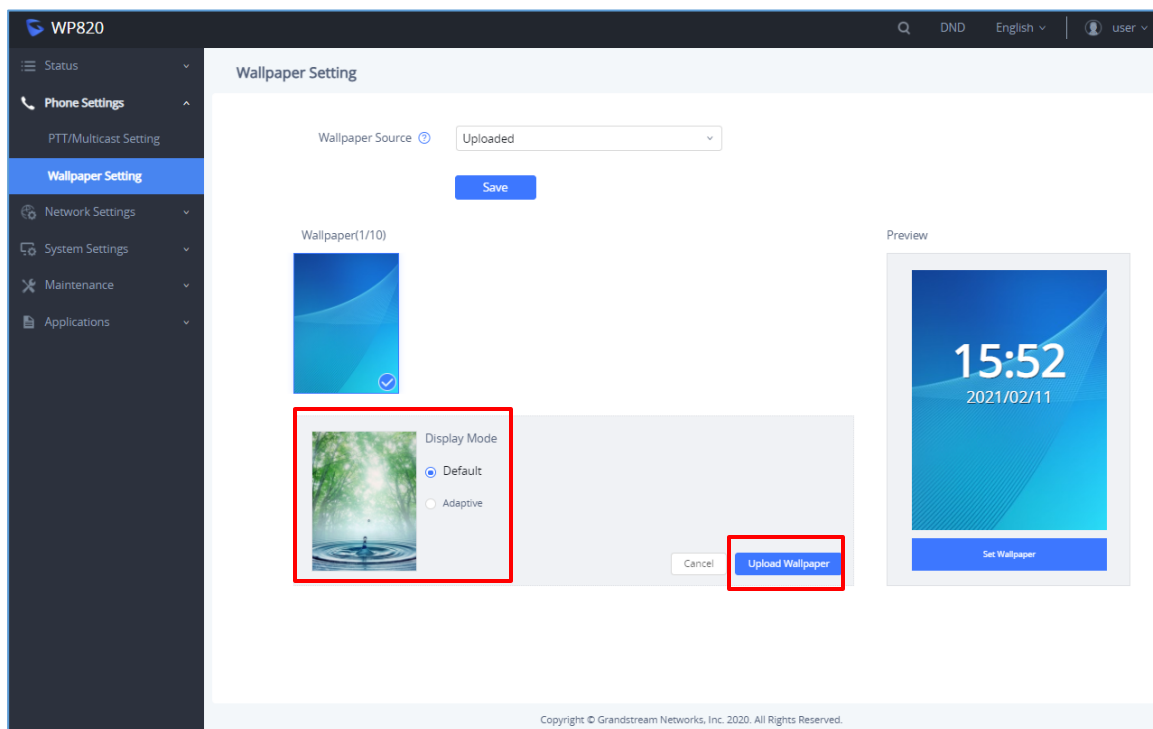 WP820
DND English user
Status
Wallpaper Setting
Phone Settings
PTT/Multicast Setting
Wallpaper Setting
Network Settings
System Settings
Maintenance
Applications
Wallpaper Source ? Uploaded
Save
Wallpaper(1/10)
Preview
15:52
2021/02/11
Display Mode
Default
Adaptive
Cancel Upload Wallpaper
Set Wallpaper
Copyright © Grandstream Networks, Inc. 2020. All Rights Reserved.